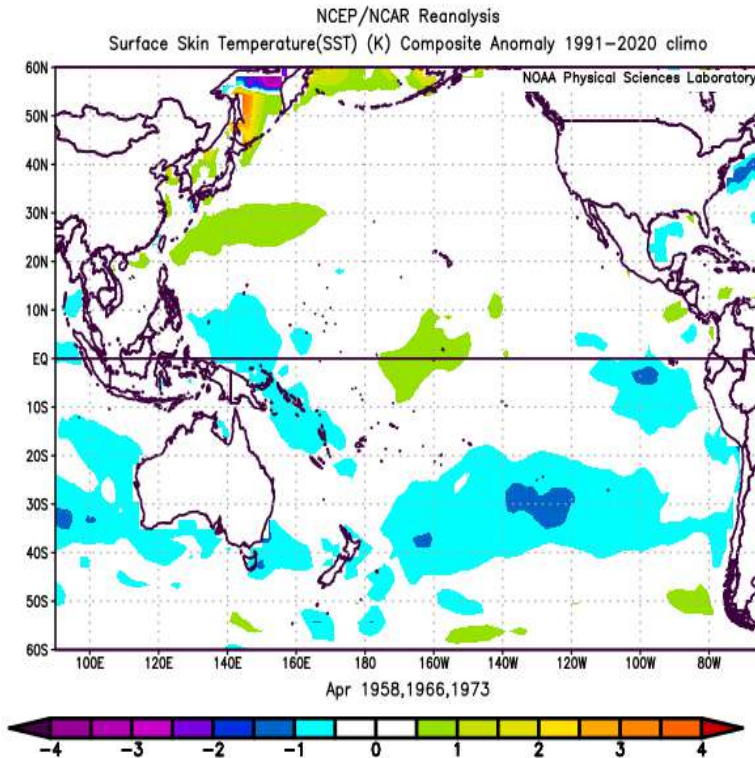 NCEP/NCAR Reanalysis
Surface Skin Temperature(SST) (K) Composite Anomaly 1991-2020 climo
NOAA Physical Sciences Laboratory
60N
50N
40N
30N
20N
10N
EQ
10S
20S
30S
40S
50S
60S
100E 120E 140E 160E 180 160W 140W 120W 100W 80W
Apr 1958,1966,1973
-4 -3 -2 -1 0 1 2 3 4